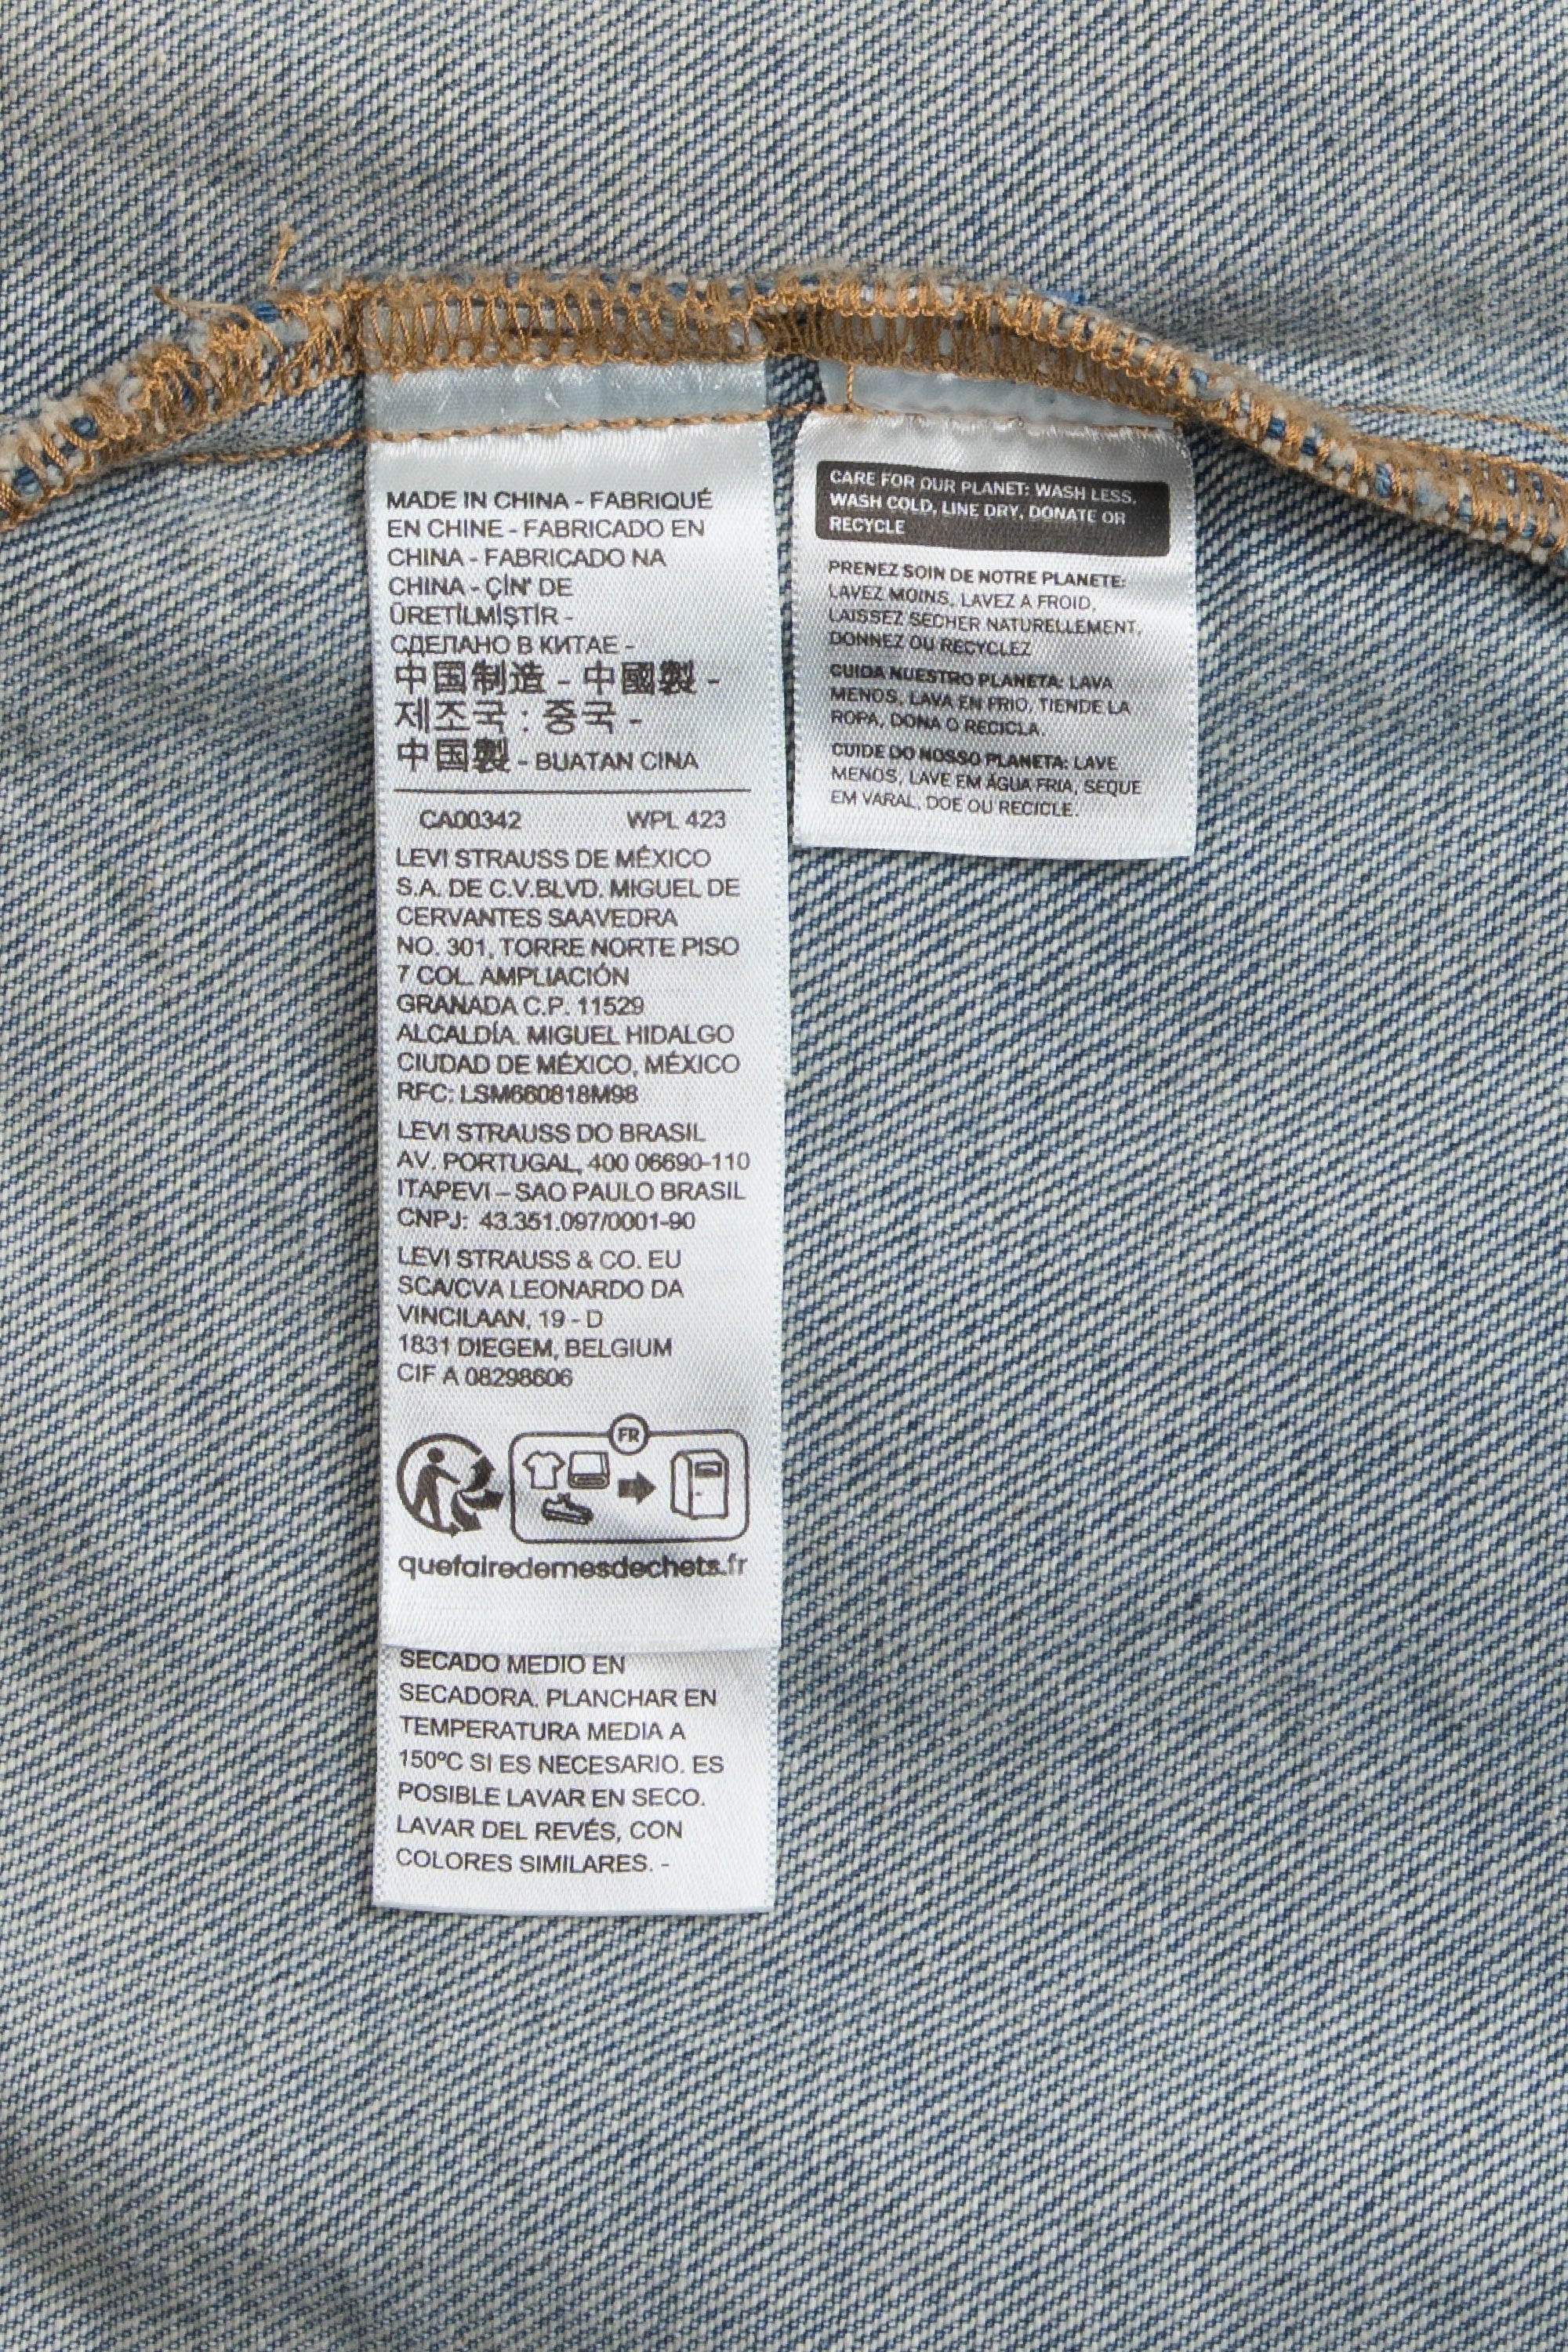 MADE IN CHINA - FABRIQUÉ
EN CHINE - FABRICADO EN
CHINA - FABRICADO NA
CHINA - ÇİN' DE
ÜRETİLMİŞTİR -
СДЕЛАНО В КИТАЕ -
中国制造 - 中國製 -
제조국 : 중국 -
中国製 - BUATAN CINA
CA00342 WPL 423
LEVI STRAUSS DE MÉXICO
S.A. DE C.V.BLVD. MIGUEL DE
CERVANTES SAAVEDRA
NO. 301, TORRE NORTE PISO
7 COL. AMPLIACIÓN
GRANADA C.P. 11529
ALCALDÍA. MIGUEL HIDALGO
CIUDAD DE MÉXICO, MÉXICO
RFC: LSM660818M98
LEVI STRAUSS DO BRASIL
AV. PORTUGAL, 400 06690-110
ITAPEVI – SAO PAULO BRASIL
CNPJ: 43.351.097/0001-90
LEVI STRAUSS & CO. EU
SCA/CVA LEONARDO DA
VINCILAAN, 19 - D
1831 DIEGEM, BELGIUM
CIF A 08298606
FR
quefairedemesdechets.fr
SECADO MEDIO EN
SECADORA. PLANCHAR EN
TEMPERATURA MEDIA A
150ºC SI ES NECESARIO. ES
POSIBLE LAVAR EN SECO.
LAVAR DEL REVÉS, CON
COLORES SIMILARES. -
CARE FOR OUR PLANET: WASH LESS,
WASH COLD, LINE DRY, DONATE OR
RECYCLE
PRENEZ SOIN DE NOTRE PLANETE:
LAVEZ MOINS, LAVEZ A FROID,
LAISSEZ SECHER NATURELLEMENT,
DONNEZ OU RECYCLEZ
CUIDA NUESTRO PLANETA: LAVA
MENOS, LAVA EN FRIO, TIENDE LA
ROPA, DONA O RECICLA.
CUIDE DO NOSSO PLANETA: LAVE
MENOS, LAVE EM ÁGUA FRIA, SEQUE
EM VARAL, DOE OU RECICLE.